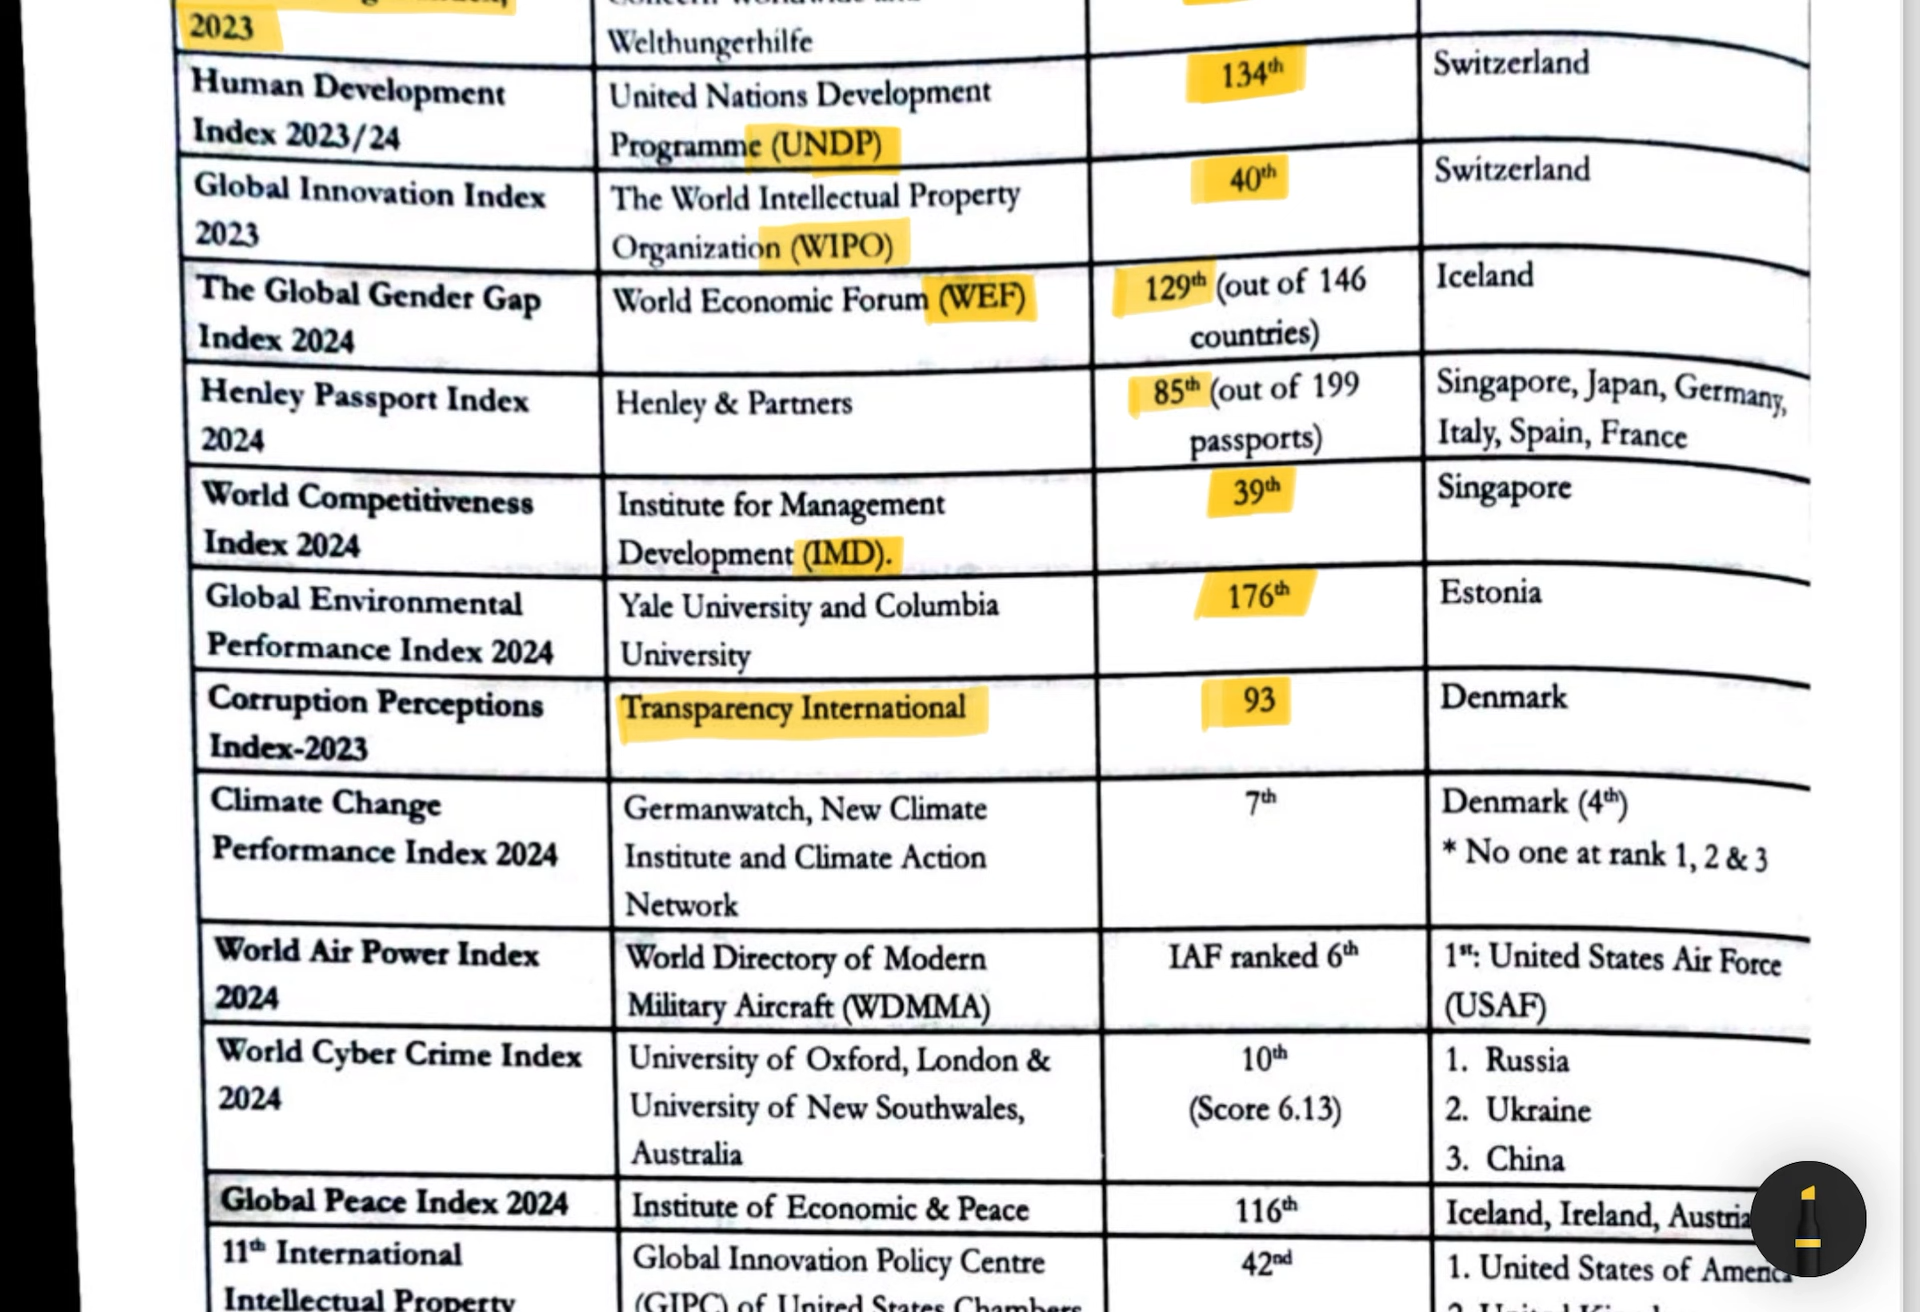 2023
Welthungerhilfe
Human Development
Index 2023/24
United Nations Development
Programme (UNDP)
134th
Switzerland
Global Innovation Index
2023
The World Intellectual Property
Organization (WIPO)
40th
Switzerland
The Global Gender Gap
Index 2024
World Economic Forum (WEF)
129th (out of 146
countries)
Iceland
Henley Passport Index
2024
Henley & Partners
85th (out of 199
passports)
Singapore, Japan, Germany,
Italy, Spain, France
World Competitiveness
Index 2024
Institute for Management
Development (IMD).
39th
Singapore
Global Environmental
Performance Index 2024
Yale University and Columbia
University
176th
Estonia
Corruption Perceptions
Index-2023
Transparency International
93
Denmark
Climate Change
Performance Index 2024
Germanwatch, New Climate
Institute and Climate Action
Network
7th
Denmark (4th)
* No one at rank 1, 2 & 3
World Air Power Index
2024
World Directory of Modern
Military Aircraft (WDMMA)
IAF ranked 6th
1st: United States Air Force
(USAF)
World Cyber Crime Index
2024
University of Oxford, London &
University of New Southwales,
Australia
10th
(Score 6.13)
1. Russia
2. Ukraine
3. China
Global Peace Index 2024
Institute of Economic & Peace
116th
Iceland, Ireland, Austria
11th International
Intellectual Property
Global Innovation Policy Centre
(GIPC) of United States Chambers
42nd
1. United States of America